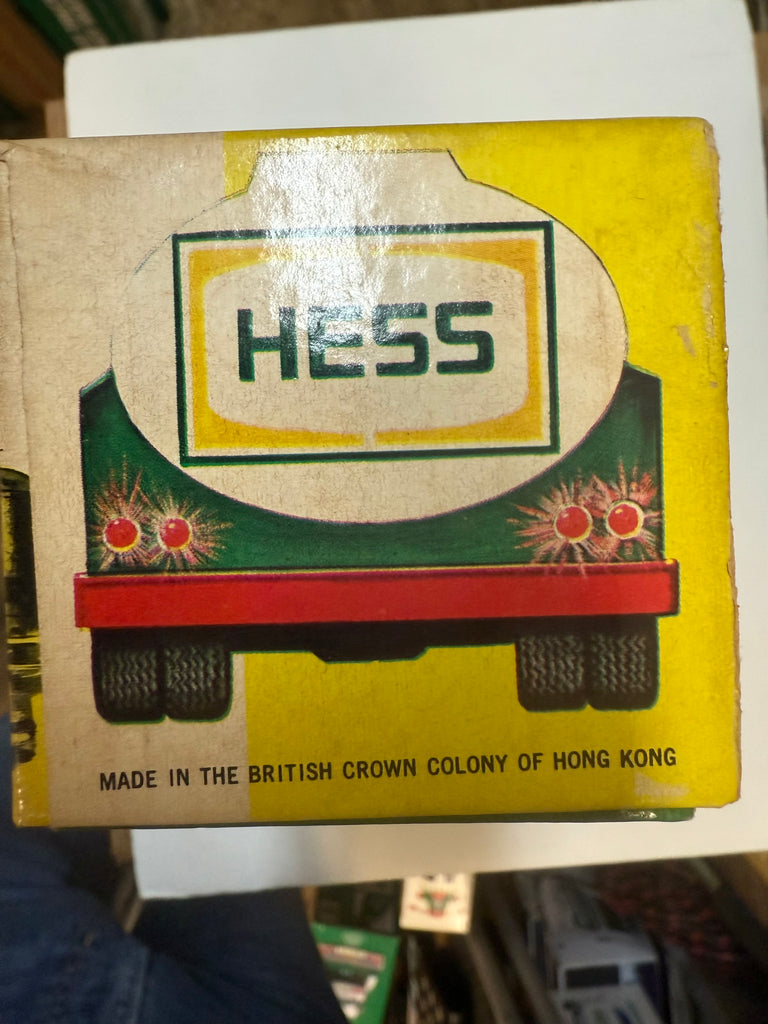 HESS
MADE IN THE BRITISH CROWN COLONY OF HONG KONG